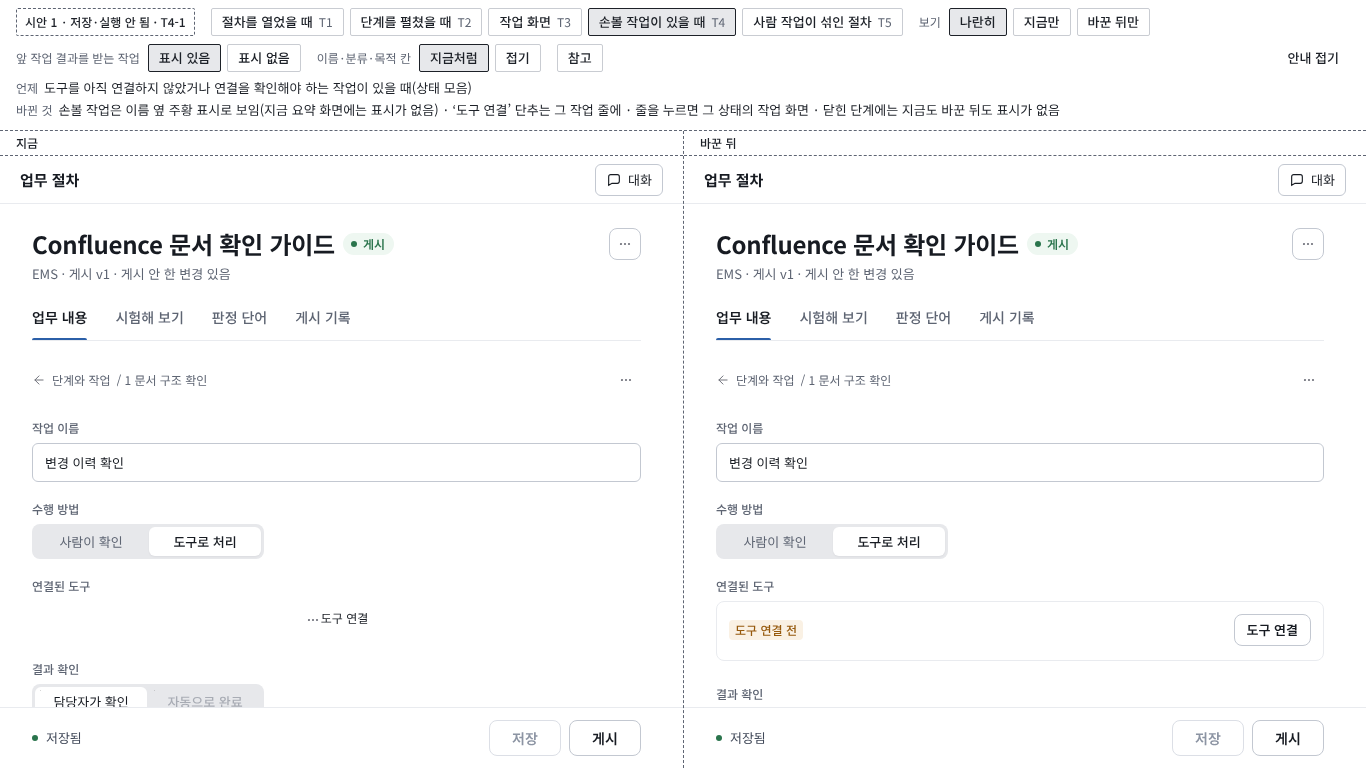 시안 1 · 저장·실행 안 됨 · T4-1 절차를 열었을 때 T1 단계를 펼쳤을 때 T2 작업 화면 T3 손볼 작업이 있을 때 T4 사람 작업이 섞인 절차 T5 보기 나란히 지금만 바꾼 뒤만
앞 작업 결과를 받는 작업 표시 있음 표시 없음 이름·분류·목적 칸 지금처럼 접기 참고 안내 접기
언제 도구를 아직 연결하지 않았거나 연결을 확인해야 하는 작업이 있을 때(상태 모음)
바뀐 것 손볼 작업은 이름 옆 주황 표시로 보임(지금 요약 화면에는 표시가 없음) · ‘도구 연결’ 단추는 그 작업 줄에 · 줄을 누르면 그 상태의 작업 화면 · 닫힌 단계에는 지금도 바꾼 뒤도 표시가 없음
지금
업무 절차
대화
Confluence 문서 확인 가이드 게시 ···
EMS · 게시 v1 · 게시 안 한 변경 있음
업무 내용 시험해 보기 판정 단어 게시 기록
← 단계와 작업 / 1 문서 구조 확인 ···
작업 이름
변경 이력 확인
수행 방법
사람이 확인 도구로 처리
연결된 도구
··· 도구 연결
결과 확인
담당자가 확인 자동으로 완료
저장됨 저장 게시
바꾼 뒤
업무 절차
대화
Confluence 문서 확인 가이드 게시 ···
EMS · 게시 v1 · 게시 안 한 변경 있음
업무 내용 시험해 보기 판정 단어 게시 기록
← 단계와 작업 / 1 문서 구조 확인 ···
작업 이름
변경 이력 확인
수행 방법
사람이 확인 도구로 처리
연결된 도구
도구 연결 전 도구 연결
결과 확인
저장됨 저장 게시